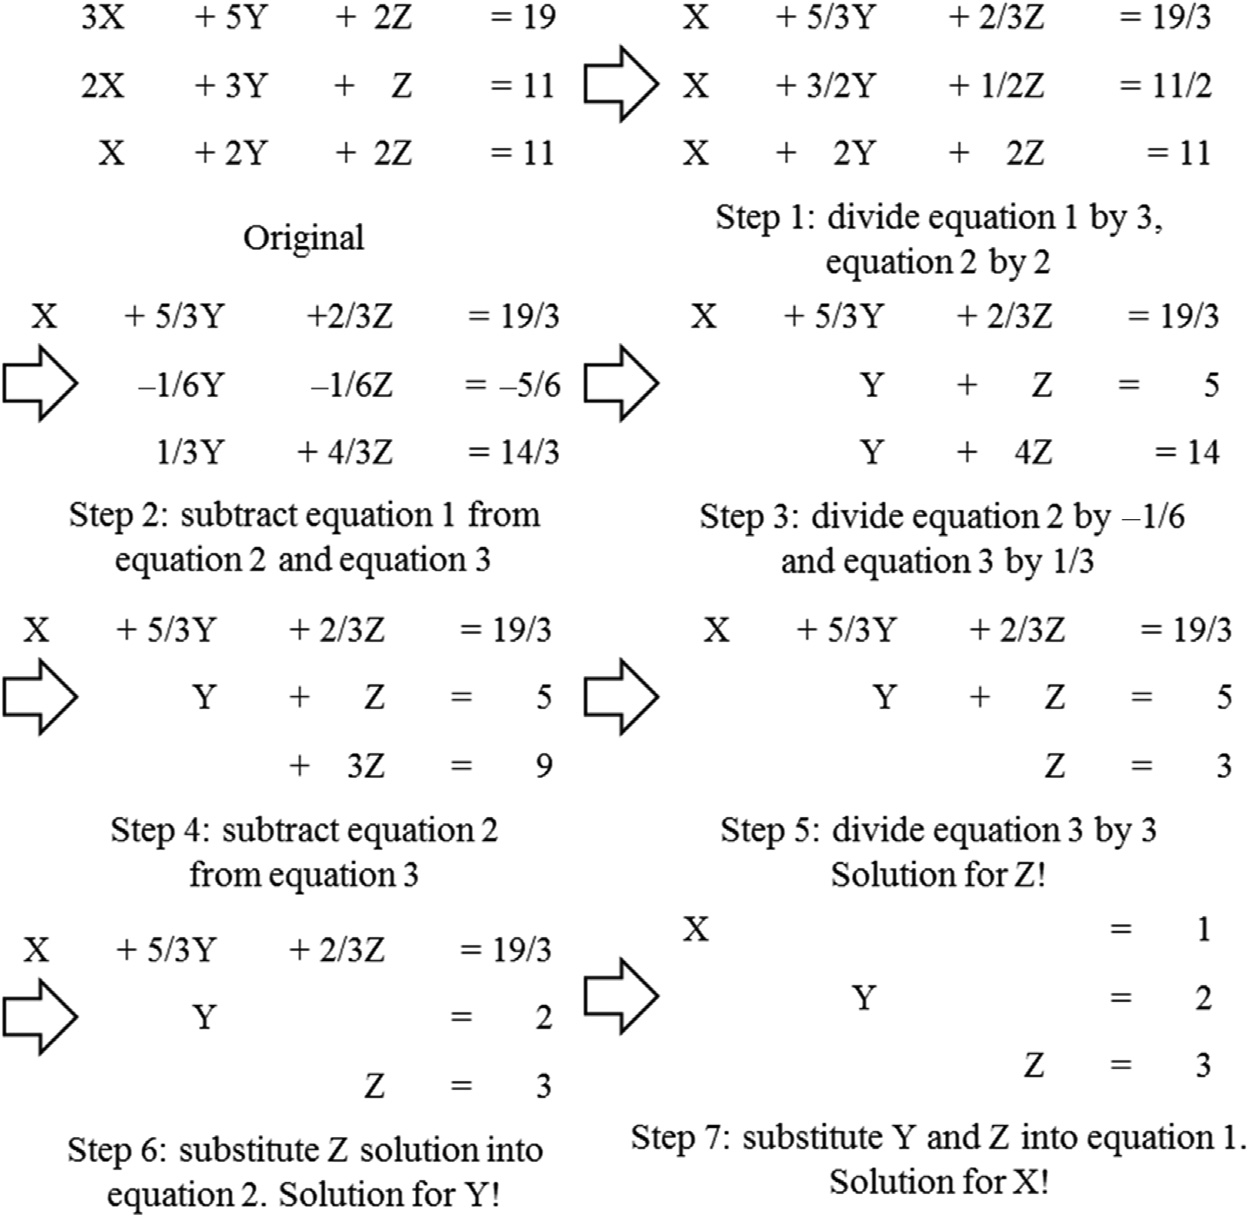 3X + 5Y + 2Z = 19
2X + 3Y + Z = 11
X + 2Y + 2Z = 11
Original
X + 5/3Y + 2/3Z = 19/3
X + 3/2Y + 1/2Z = 11/2
X + 2Y + 2Z = 11
Step 1: divide equation 1 by 3,
equation 2 by 2
X + 5/3Y +2/3Z = 19/3
–1/6Y –1/6Z = –5/6
1/3Y + 4/3Z = 14/3
Step 2: subtract equation 1 from
equation 2 and equation 3
X + 5/3Y + 2/3Z = 19/3
Y + Z = 5
Y + 4Z = 14
Step 3: divide equation 2 by –1/6
and equation 3 by 1/3
X + 5/3Y + 2/3Z = 19/3
Y + Z = 5
+ 3Z = 9
Step 4: subtract equation 2
from equation 3
X + 5/3Y + 2/3Z = 19/3
Y + Z = 5
Z = 3
Step 5: divide equation 3 by 3
Solution for Z!
X + 5/3Y + 2/3Z = 19/3
Y = 2
Z = 3
Step 6: substitute Z solution into
equation 2. Solution for Y!
X = 1
Y = 2
Z = 3
Step 7: substitute Y and Z into equation 1.
Solution for X!